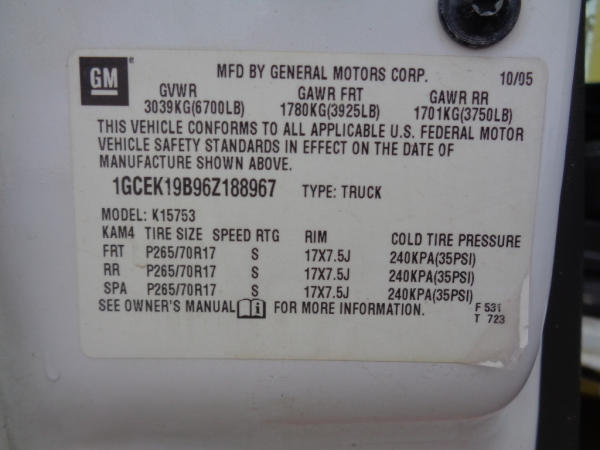 GM
MFD BY GENERAL MOTORS CORP. 10/05
GVWR GAWR FRT GAWR RR
3039KG(6700LB) 1780KG(3925LB) 1701KG(3750LB)
THIS VEHICLE CONFORMS TO ALL APPLICABLE U.S. FEDERAL MOTOR
VEHICLE SAFETY STANDARDS IN EFFECT ON THE DATE OF
MANUFACTURE SHOWN ABOVE.
1GCEK19B96Z188967 TYPE: TRUCK
MODEL: K15753
KAM4 TIRE SIZE SPEED RTG RIM COLD TIRE PRESSURE
FRT P265/70R17 S 17X7.5J 240KPA(35PSI)
RR P265/70R17 S 17X7.5J 240KPA(35PSI)
SPA P265/70R17 S 17X7.5J 240KPA(35PSI)
SEE OWNER'S MANUAL i FOR MORE INFORMATION.
F 531
T 723